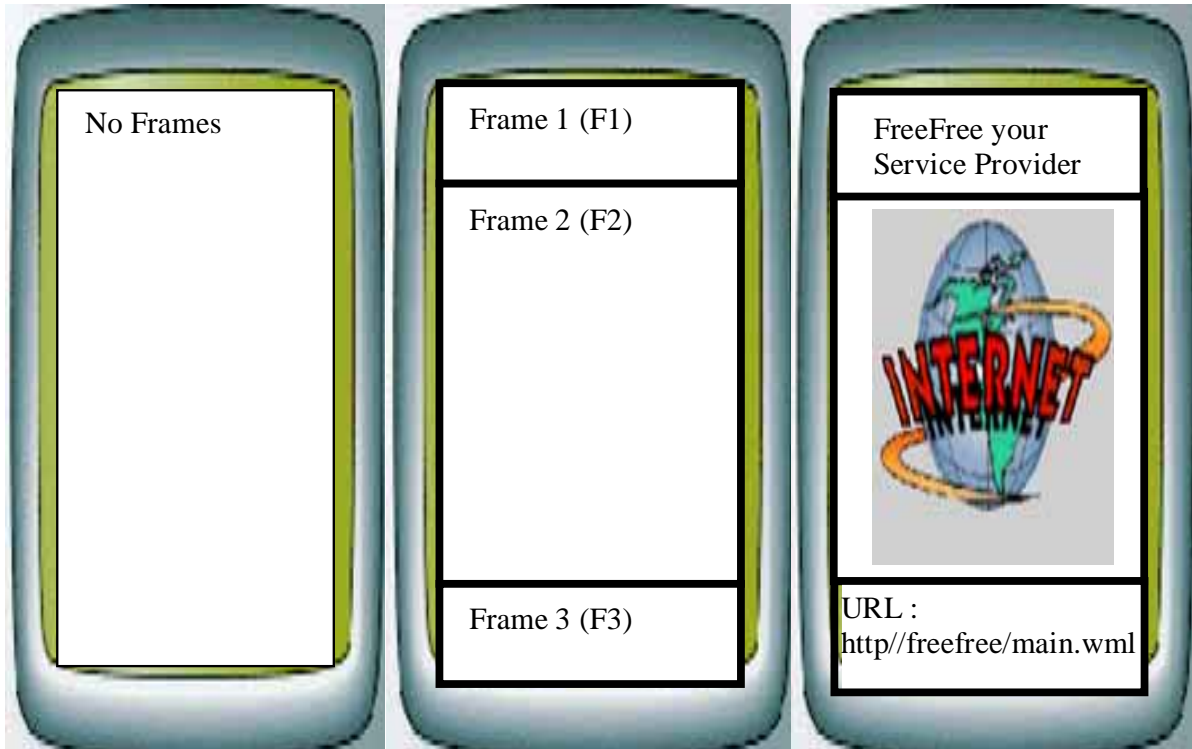 No Frames
Frame 1 (F1)
Frame 2 (F2)
Frame 3 (F3)
FreeFree your
Service Provider
INTERNET
URL :
http//freefree/main.wml